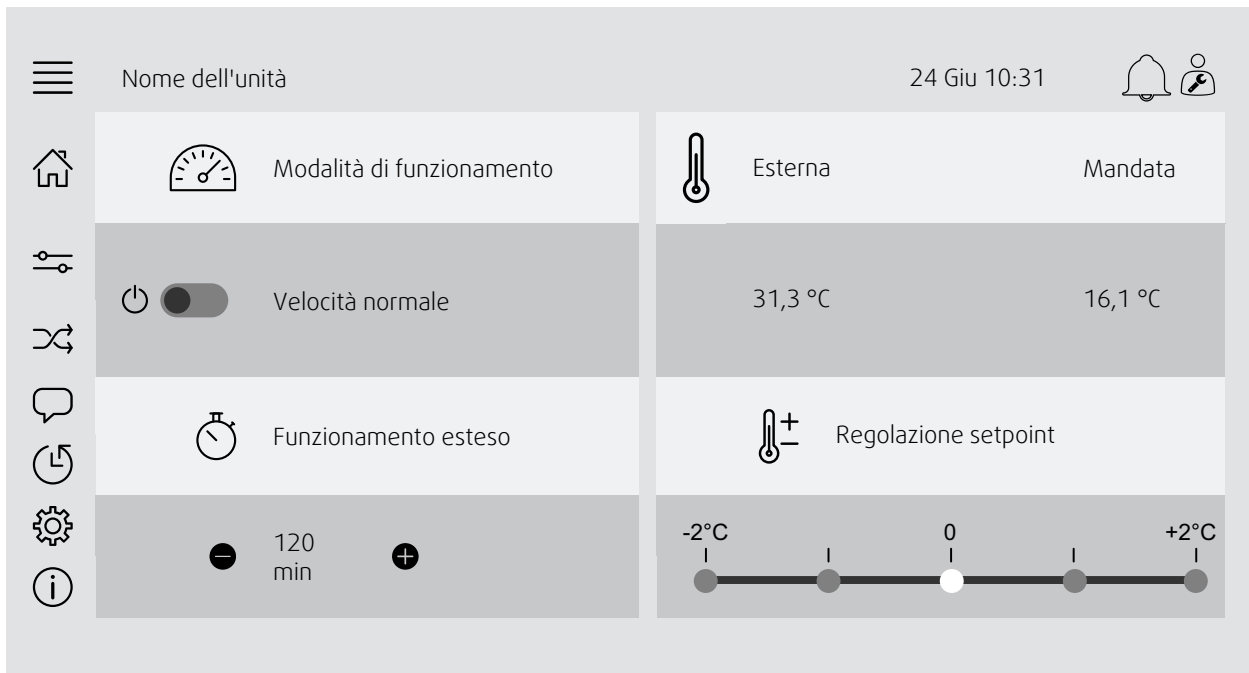 Nome dell'unità
24 Giu 10:31
Modalità di funzionamento
Esterna
Mandata
Velocità normale
31,3 °C
16,1 °C
Funzionamento esteso
Regolazione setpoint
120
min
-2°C
0
+2°C